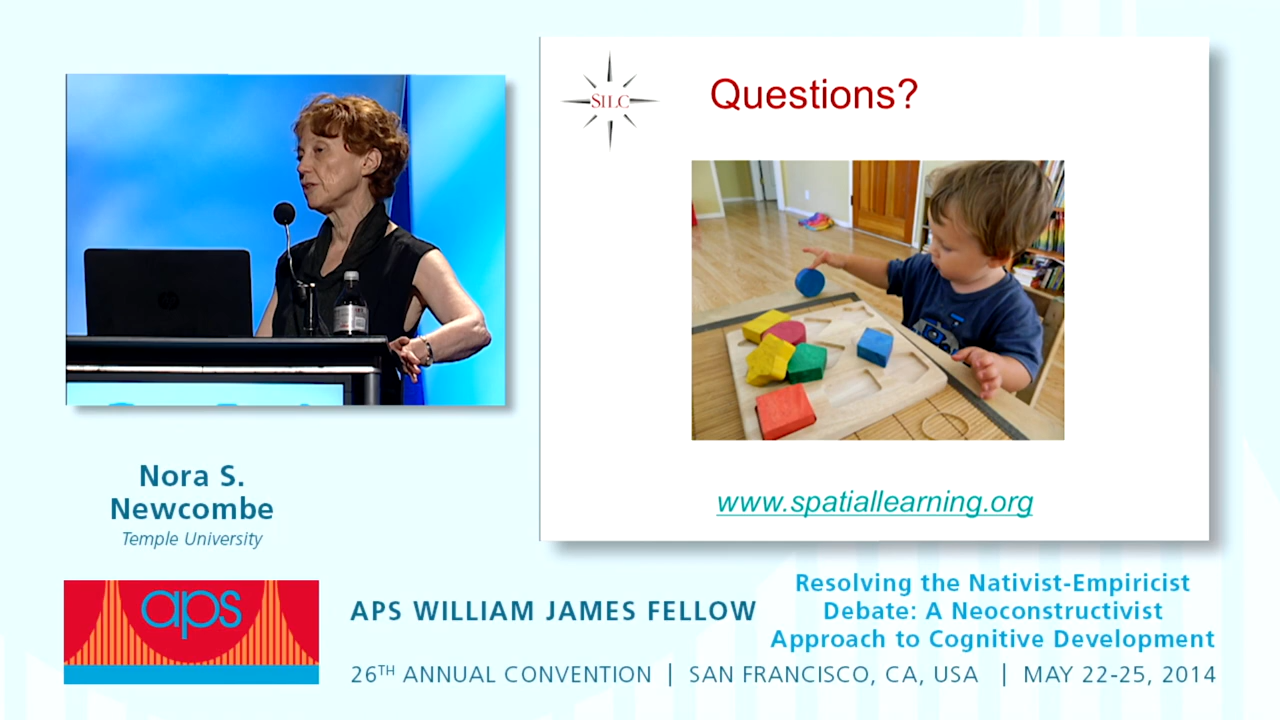 SILC
Questions?
www.spatiallearning.org
Nora S.
Newcombe
Temple University
aps
APS WILLIAM JAMES FELLOW
Resolving the Nativist-Empiricist
Debate: A Neoconstructivist
Approach to Cognitive Development
26TH ANNUAL CONVENTION | SAN FRANCISCO, CA, USA | MAY 22-25, 2014